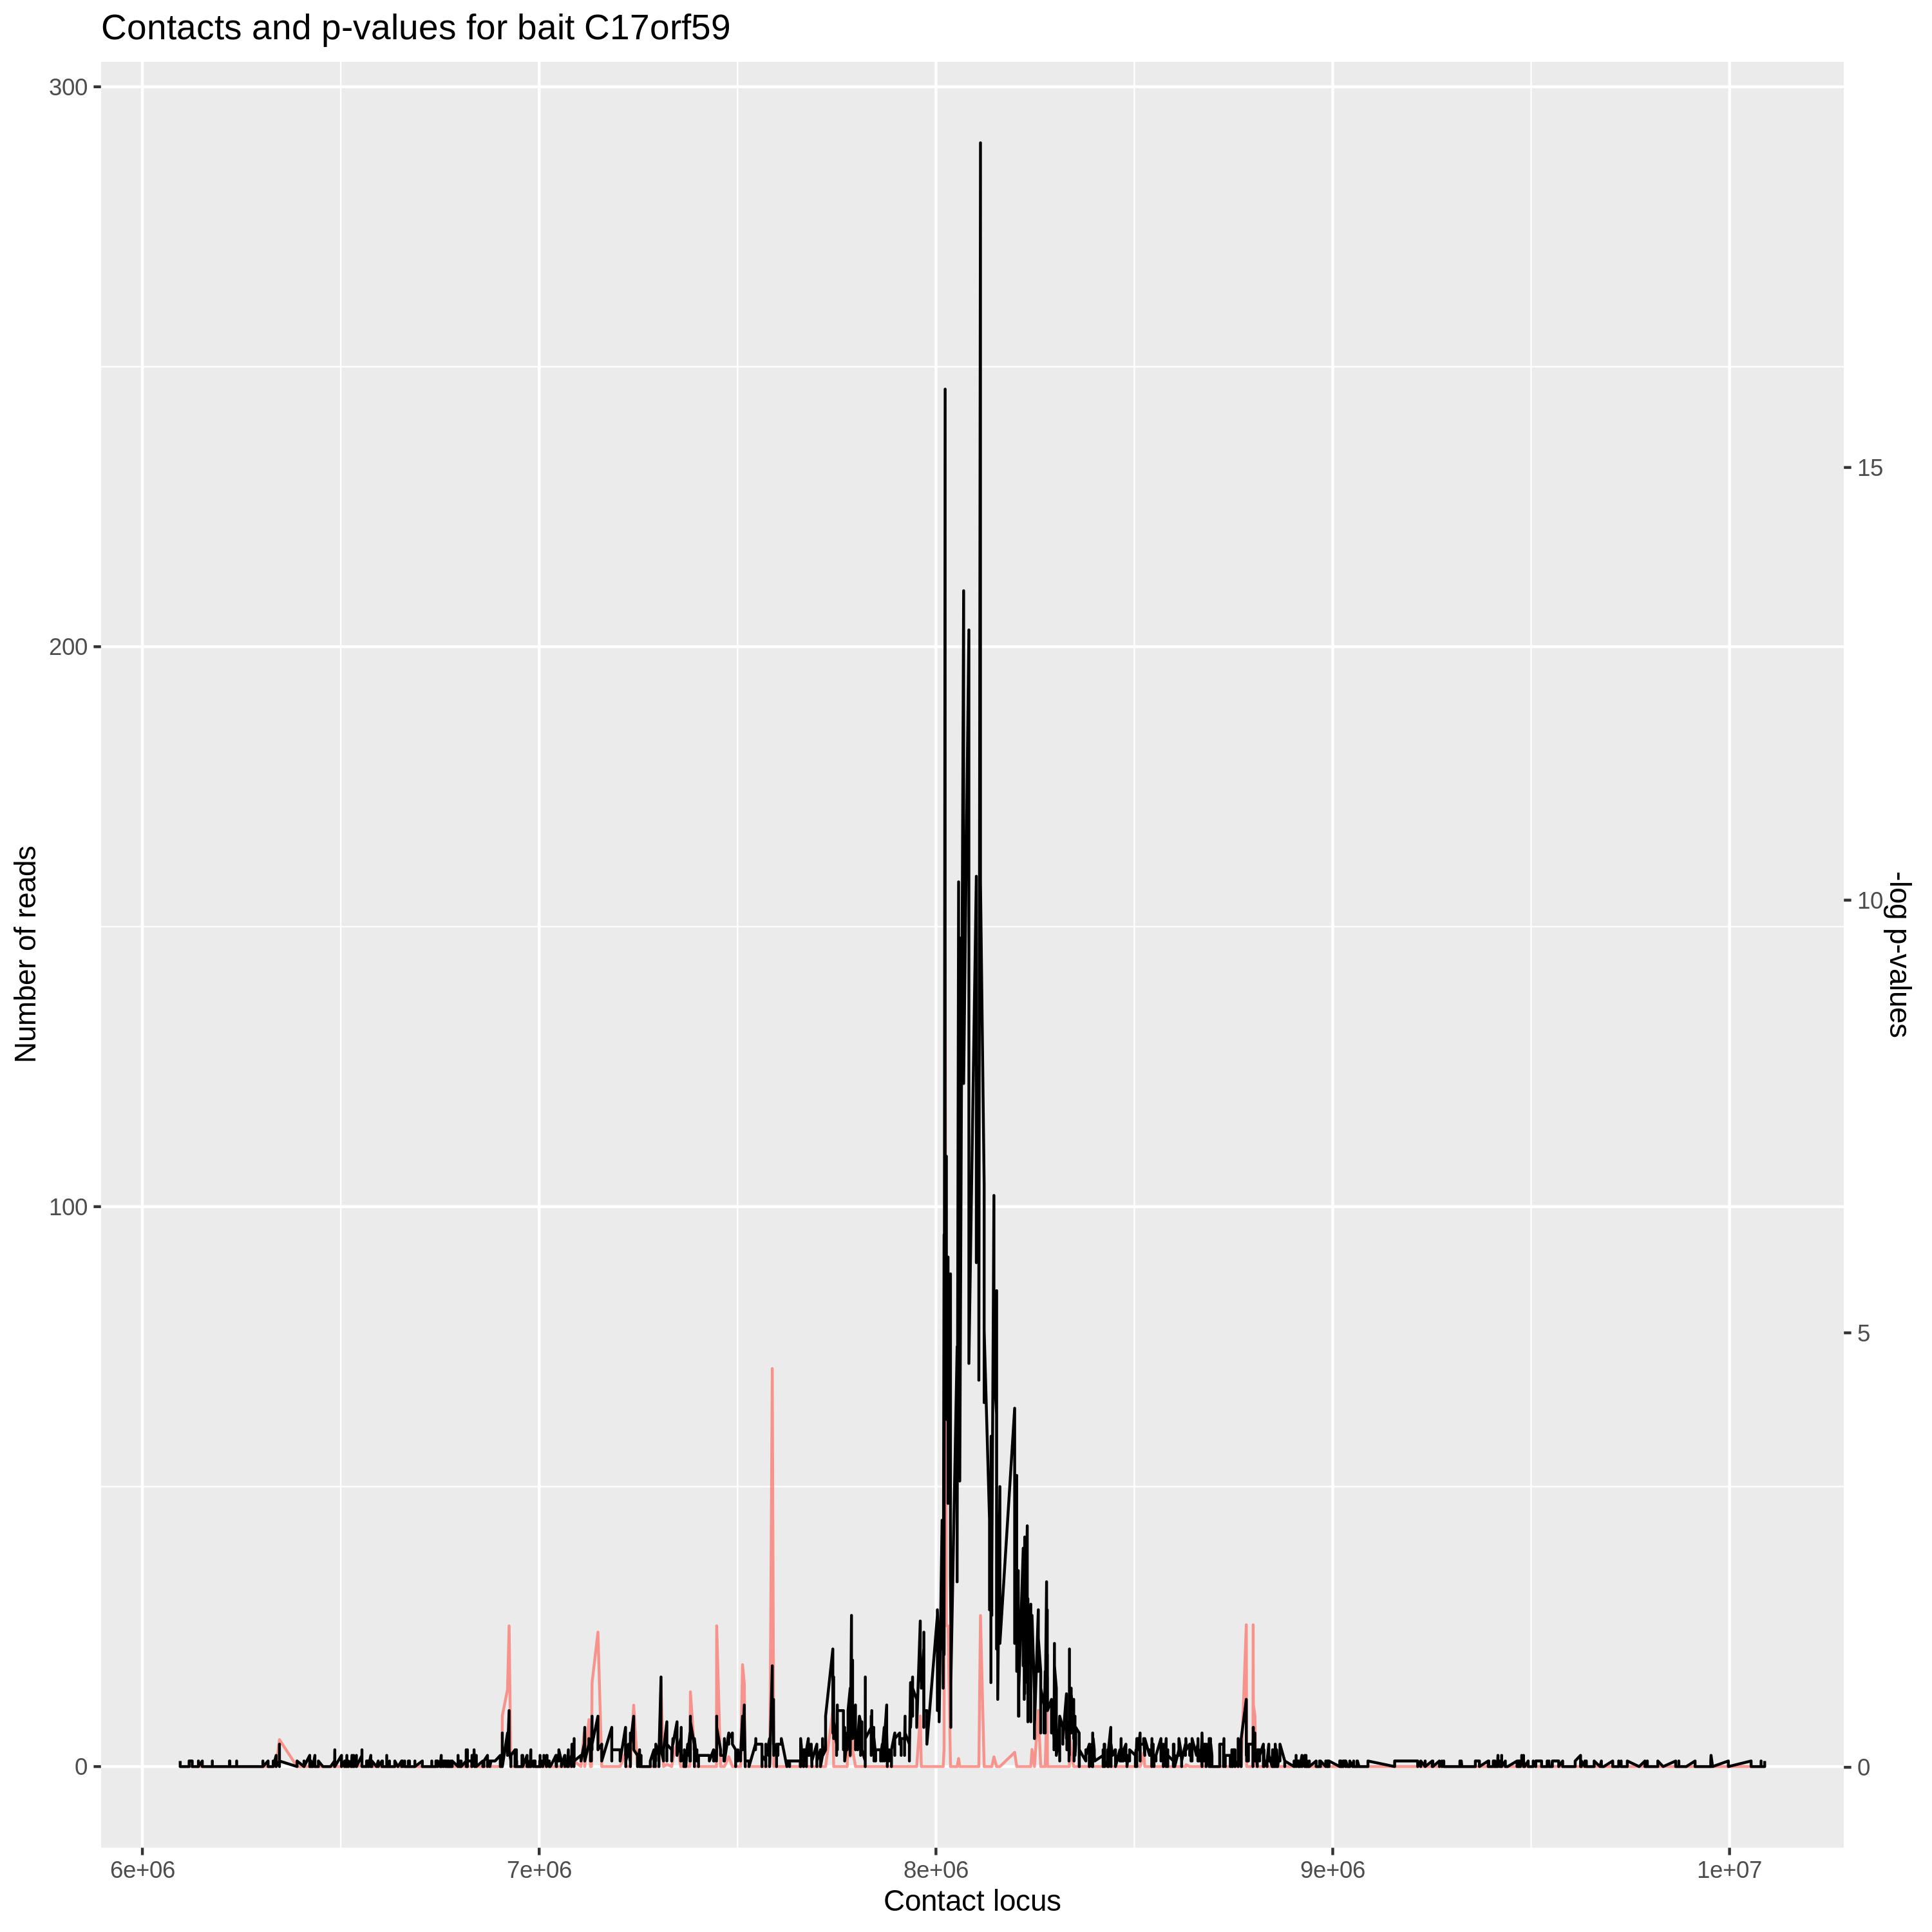 Contacts and p-values for bait C17orf59
300
200
100
0
Number of reads
15
10
5
0
-log p-values
6e+06
7e+06
8e+06
9e+06
1e+07
Contact locus